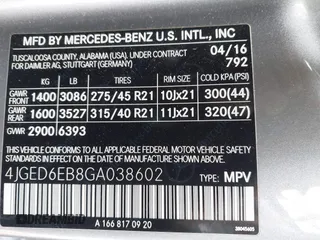 MFD BY MERCEDES-BENZ U.S. INTL., INC
TUSCALOOSA COUNTY, ALABAMA (USA), UNDER CONTRACT 04/16
FOR DAIMLER AG, STUTTGART (GERMANY) 792
GAWR KG LB TIRES RIM SIZE KPA(PSI)/COLD
GAWR FRONT 1400 3086 275/45 R21 10Jx21 300(44)
GAWR REAR 1600 3527 315/40 R21 11Jx21 320(47)
GVWR 2900 6393
THIS VEHICLE CONFORMS TO ALL APPLICABLE FEDERAL
MOTOR VEHICLE SAFETY STANDARDS IN EFFECT ON
THE DATE OF MANUFACTURE SHOWN ABOVE.
4JGED6EB8GA038602 TYPE: MPV
A 166 817 09 20